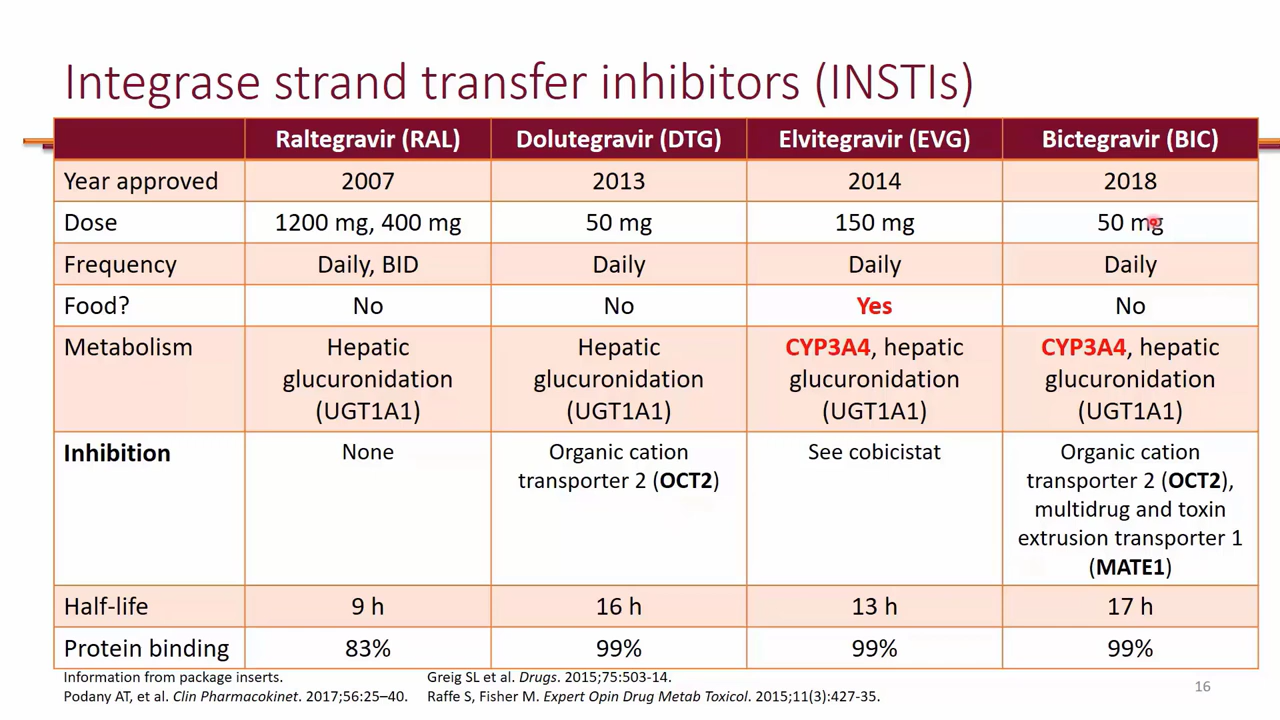 Integrase strand transfer inhibitors (INSTIs)
Raltegravir (RAL) Dolutegravir (DTG) Elvitegravir (EVG) Bictegravir (BIC)
Year approved 2007 2013 2014 2018
Dose 1200 mg, 400 mg 50 mg 150 mg 50 mg
Frequency Daily, BID Daily Daily Daily
Food? No No Yes No
Metabolism Hepatic Hepatic CYP3A4, hepatic CYP3A4, hepatic
glucuronidation glucuronidation glucuronidation glucuronidation
(UGT1A1) (UGT1A1) (UGT1A1) (UGT1A1)
Inhibition None Organic cation See cobicistat Organic cation
transporter 2 (OCT2) transporter 2 (OCT2),
multidrug and toxin
extrusion transporter 1
(MATE1)
Half-life 9 h 16 h 13 h 17 h
Protein binding 83% 99% 99% 99%
Information from package inserts. Greig SL et al. Drugs. 2015;75:503-14.
Podany AT, et al. Clin Pharmacokinet. 2017;56:25–40. Raffe S, Fisher M. Expert Opin Drug Metab Toxicol. 2015;11(3):427-35.
16